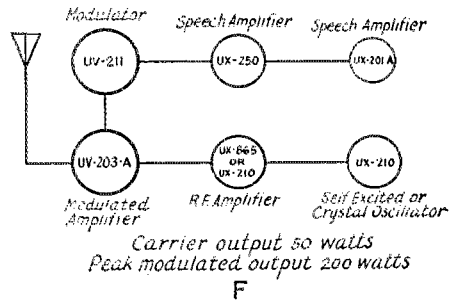 Modulator
Speech Amplifier
Speech Amplifier
UV-211
UX-250
UX-201A
UV-203-A
UX-865
OR
UX-210
UX-210
Modulated
Amplifier
R.F. Amplifier
Self Excited or
Crystal Oscillator
Carrier output 50 watts
Peak modulated output 200 watts
F